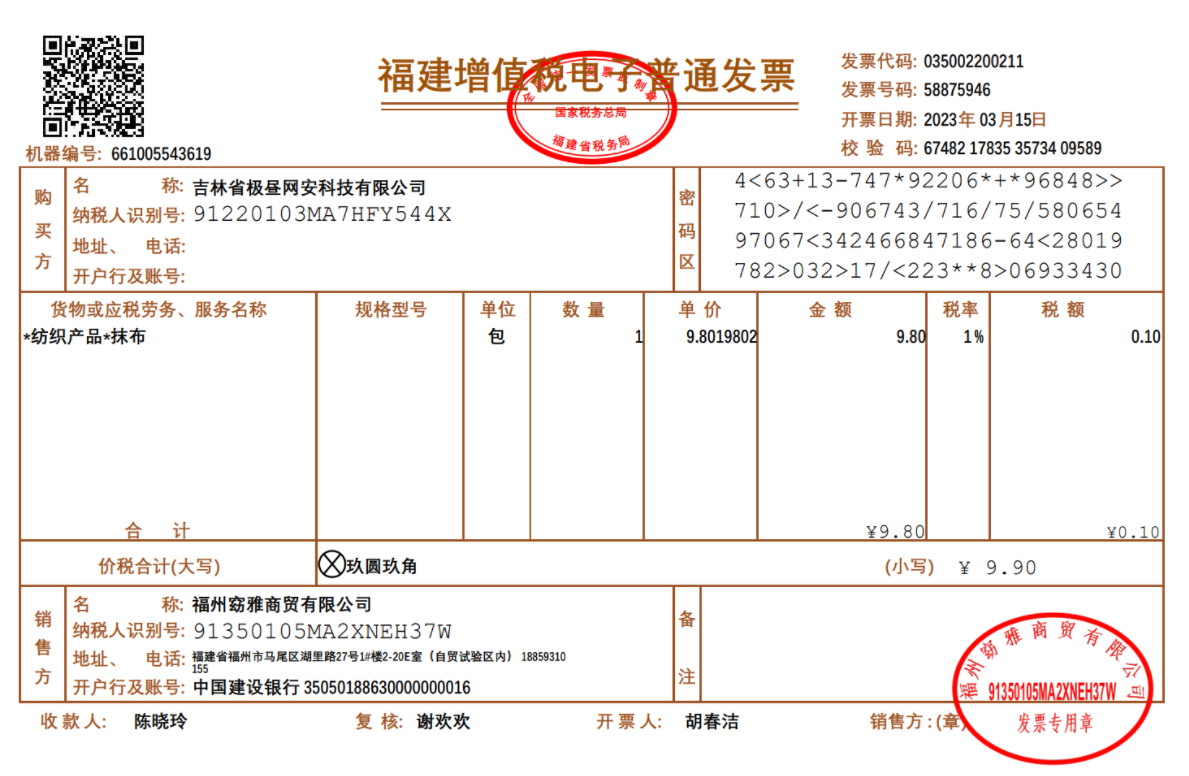 福建增值税电子普通发票
全国统一发票监制章
国家税务总局
福建省税务局
发票代码: 035002200211
发票号码: 58875946
开票日期: 2023年 03月15日
校 验 码: 67482 17835 35734 09589
机器编号: 661005543619
购买方
名 称: 吉林省极昼网安科技有限公司
纳税人识别号: 91220103MA7HFY544X
地址、 电话:
开户行及账号:
密码区
4<63+13-747*92206*+*96848>>
710>/<-906743/716/75/580654
97067<342466847186-64<28019
782>032>17/<223**8>06933430
货物或应税劳务、服务名称 规格型号 单位 数 量 单 价 金 额 税率 税 额
*纺织产品*抹布 包 1 9.8019802 9.80 1% 0.10
合 计 ¥9.80 ¥0.10
价税合计(大写) ⊗玖圆玖角 (小写) ¥ 9.90
销售方
名 称: 福州窈雅商贸有限公司
纳税人识别号: 91350105MA2XNEH37W
地址、 电话: 福建省福州市马尾区湖里路27号1#楼2-20E室（自贸试验区内） 18859310
155
开户行及账号: 中国建设银行 35050188630000000016
备注
收 款 人: 陈晓玲 复 核: 谢欢欢 开 票 人: 胡春洁 销售方:(章)
福州窈雅商贸有限公司
91350105MA2XNEH37W
发票专用章